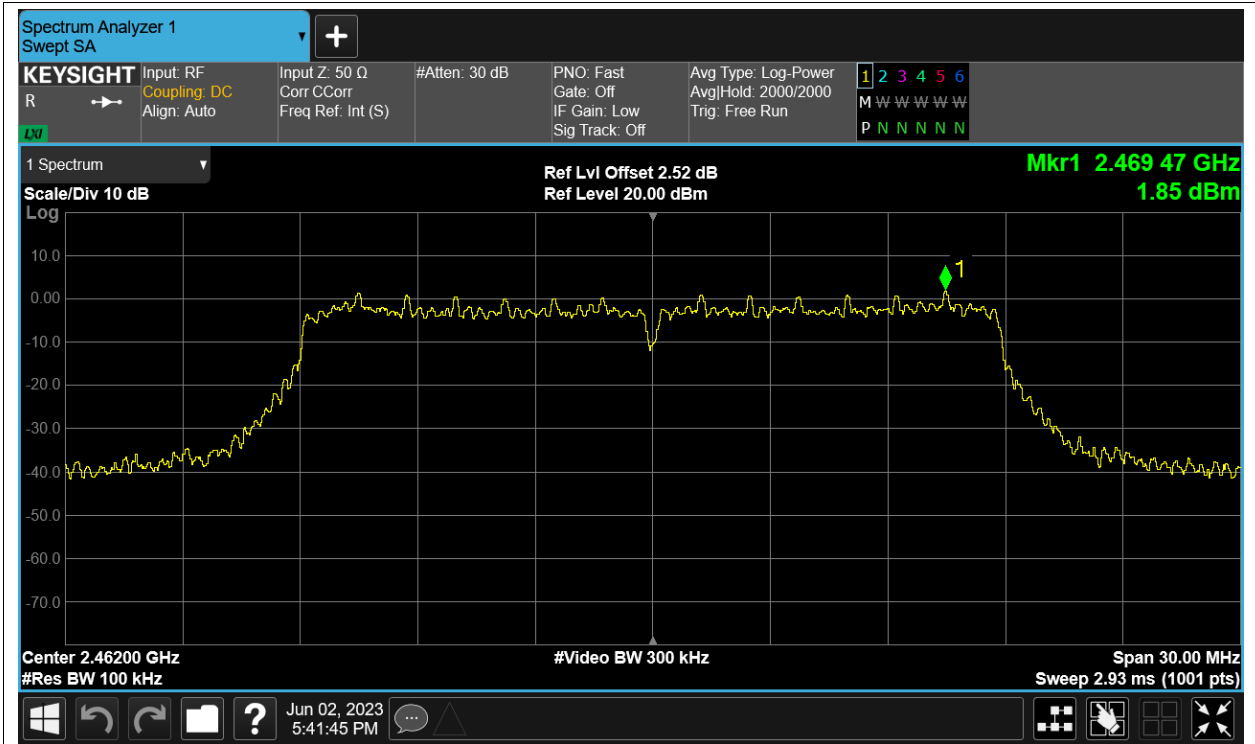 Spectrum Analyzer 1
Swept SA
KEYSIGHT
R
LXI
Input: RF
Coupling: DC
Align: Auto
Input Z: 50 Ω
Corr CCorr
Freq Ref: Int (S)
#Atten: 30 dB
PNO: Fast
Gate: Off
IF Gain: Low
Sig Track: Off
Avg Type: Log-Power
Avg|Hold: 2000/2000
Trig: Free Run
1 2 3 4 5 6
M W W W W W
P N N N N N
1 Spectrum
Scale/Div 10 dB
Log
Ref Lvl Offset 2.52 dB
Ref Level 20.00 dBm
Mkr1 2.469 47 GHz
1.85 dBm
1
10.0
0.00
-10.0
-20.0
-30.0
-40.0
-50.0
-60.0
-70.0
Center 2.46200 GHz
#Video BW 300 kHz
Span 30.00 MHz
#Res BW 100 kHz
Sweep 2.93 ms (1001 pts)
?
Jun 02, 2023
5:41:45 PM